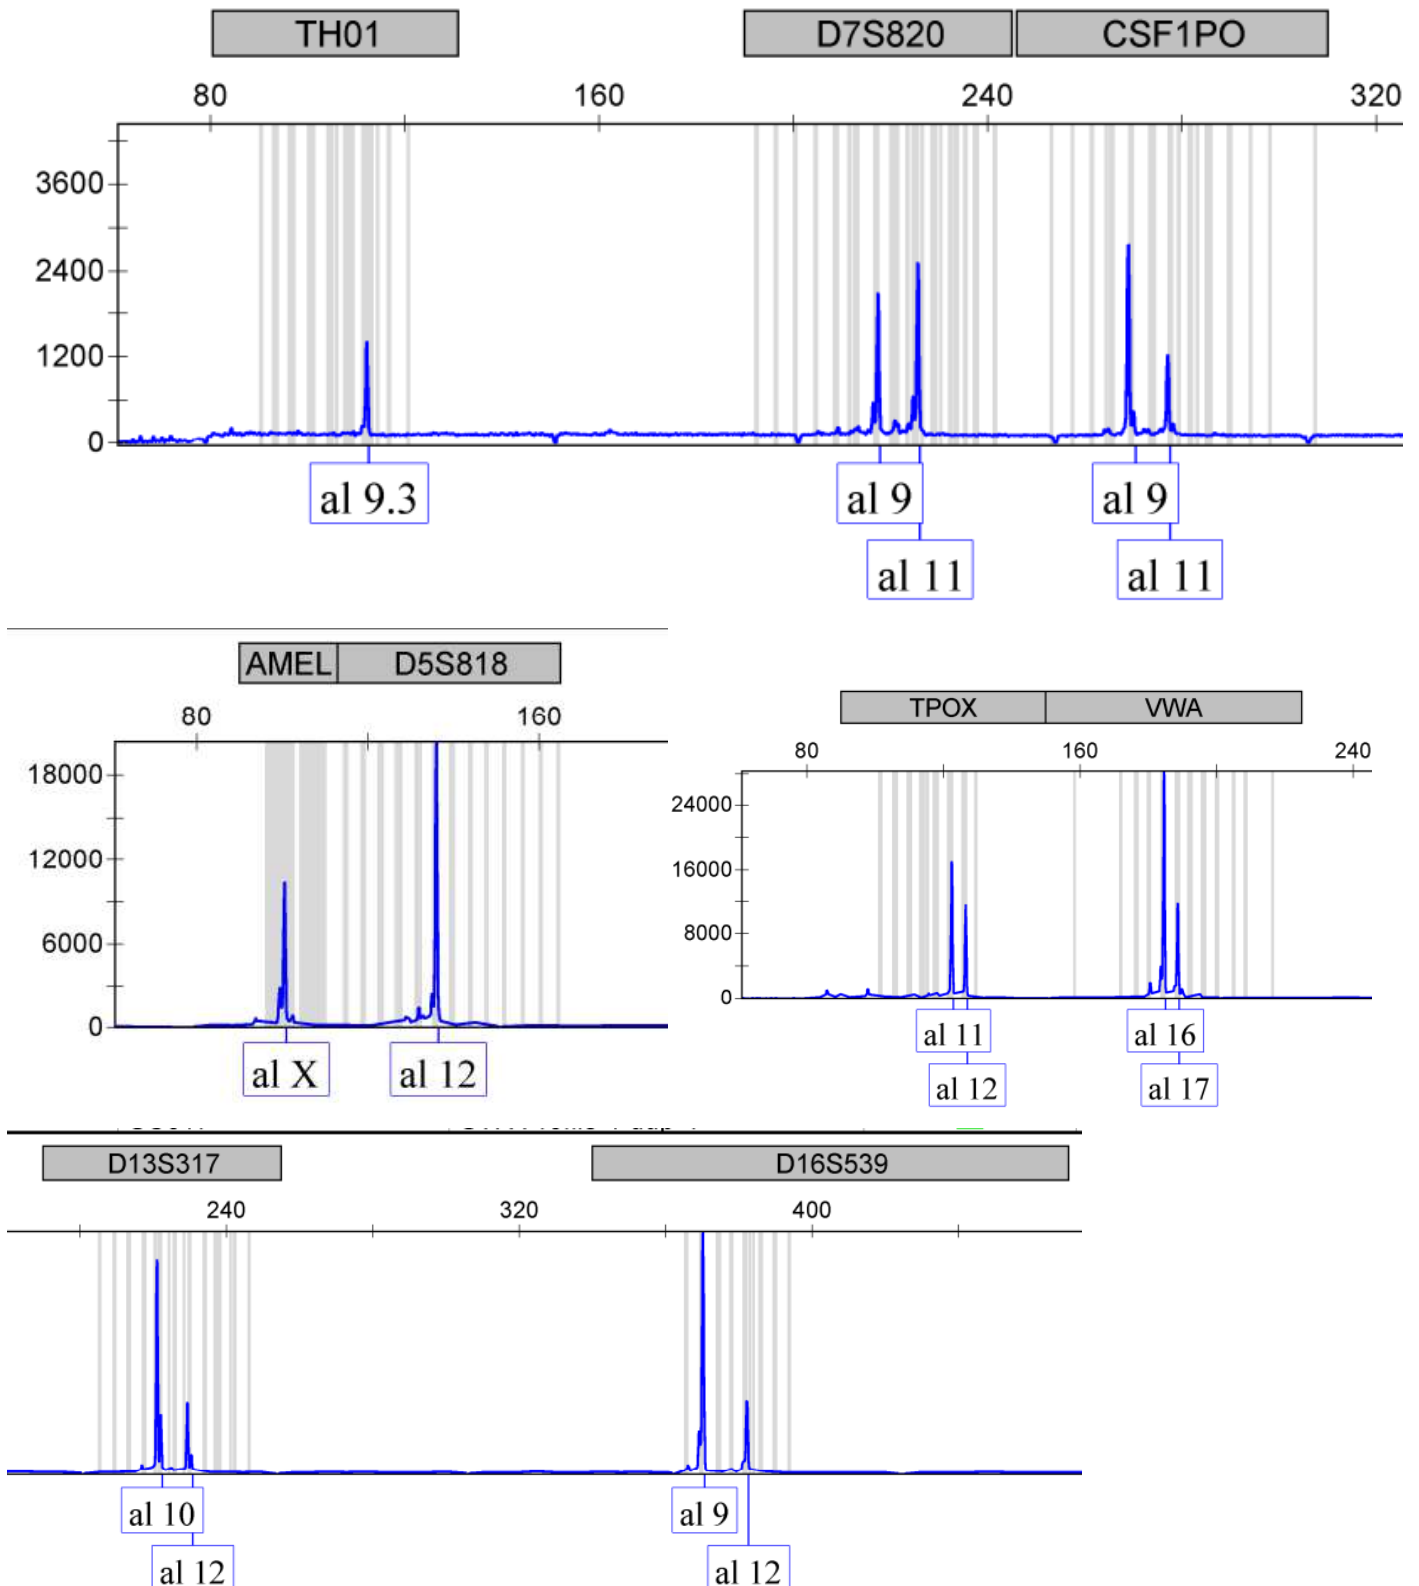 TH01 D7S820 CSF1PO
80 160 240 320
3600
2400
1200
0
al 9.3 al 9 al 9
al 11 al 11
AMEL D5S818
80 160
18000
12000
6000
0
al X al 12
TPOX VWA
80 160 240
24000
16000
8000
0
al 11 al 16
al 12 al 17
D13S317 D16S539
240 320 400
al 10 al 9
al 12 al 12